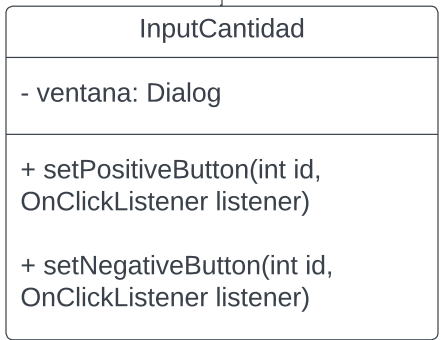 InputCantidad
- ventana: Dialog
+ setPositiveButton(int id,
OnClickListener listener)
+ setNegativeButton(int id,
OnClickListener listener)